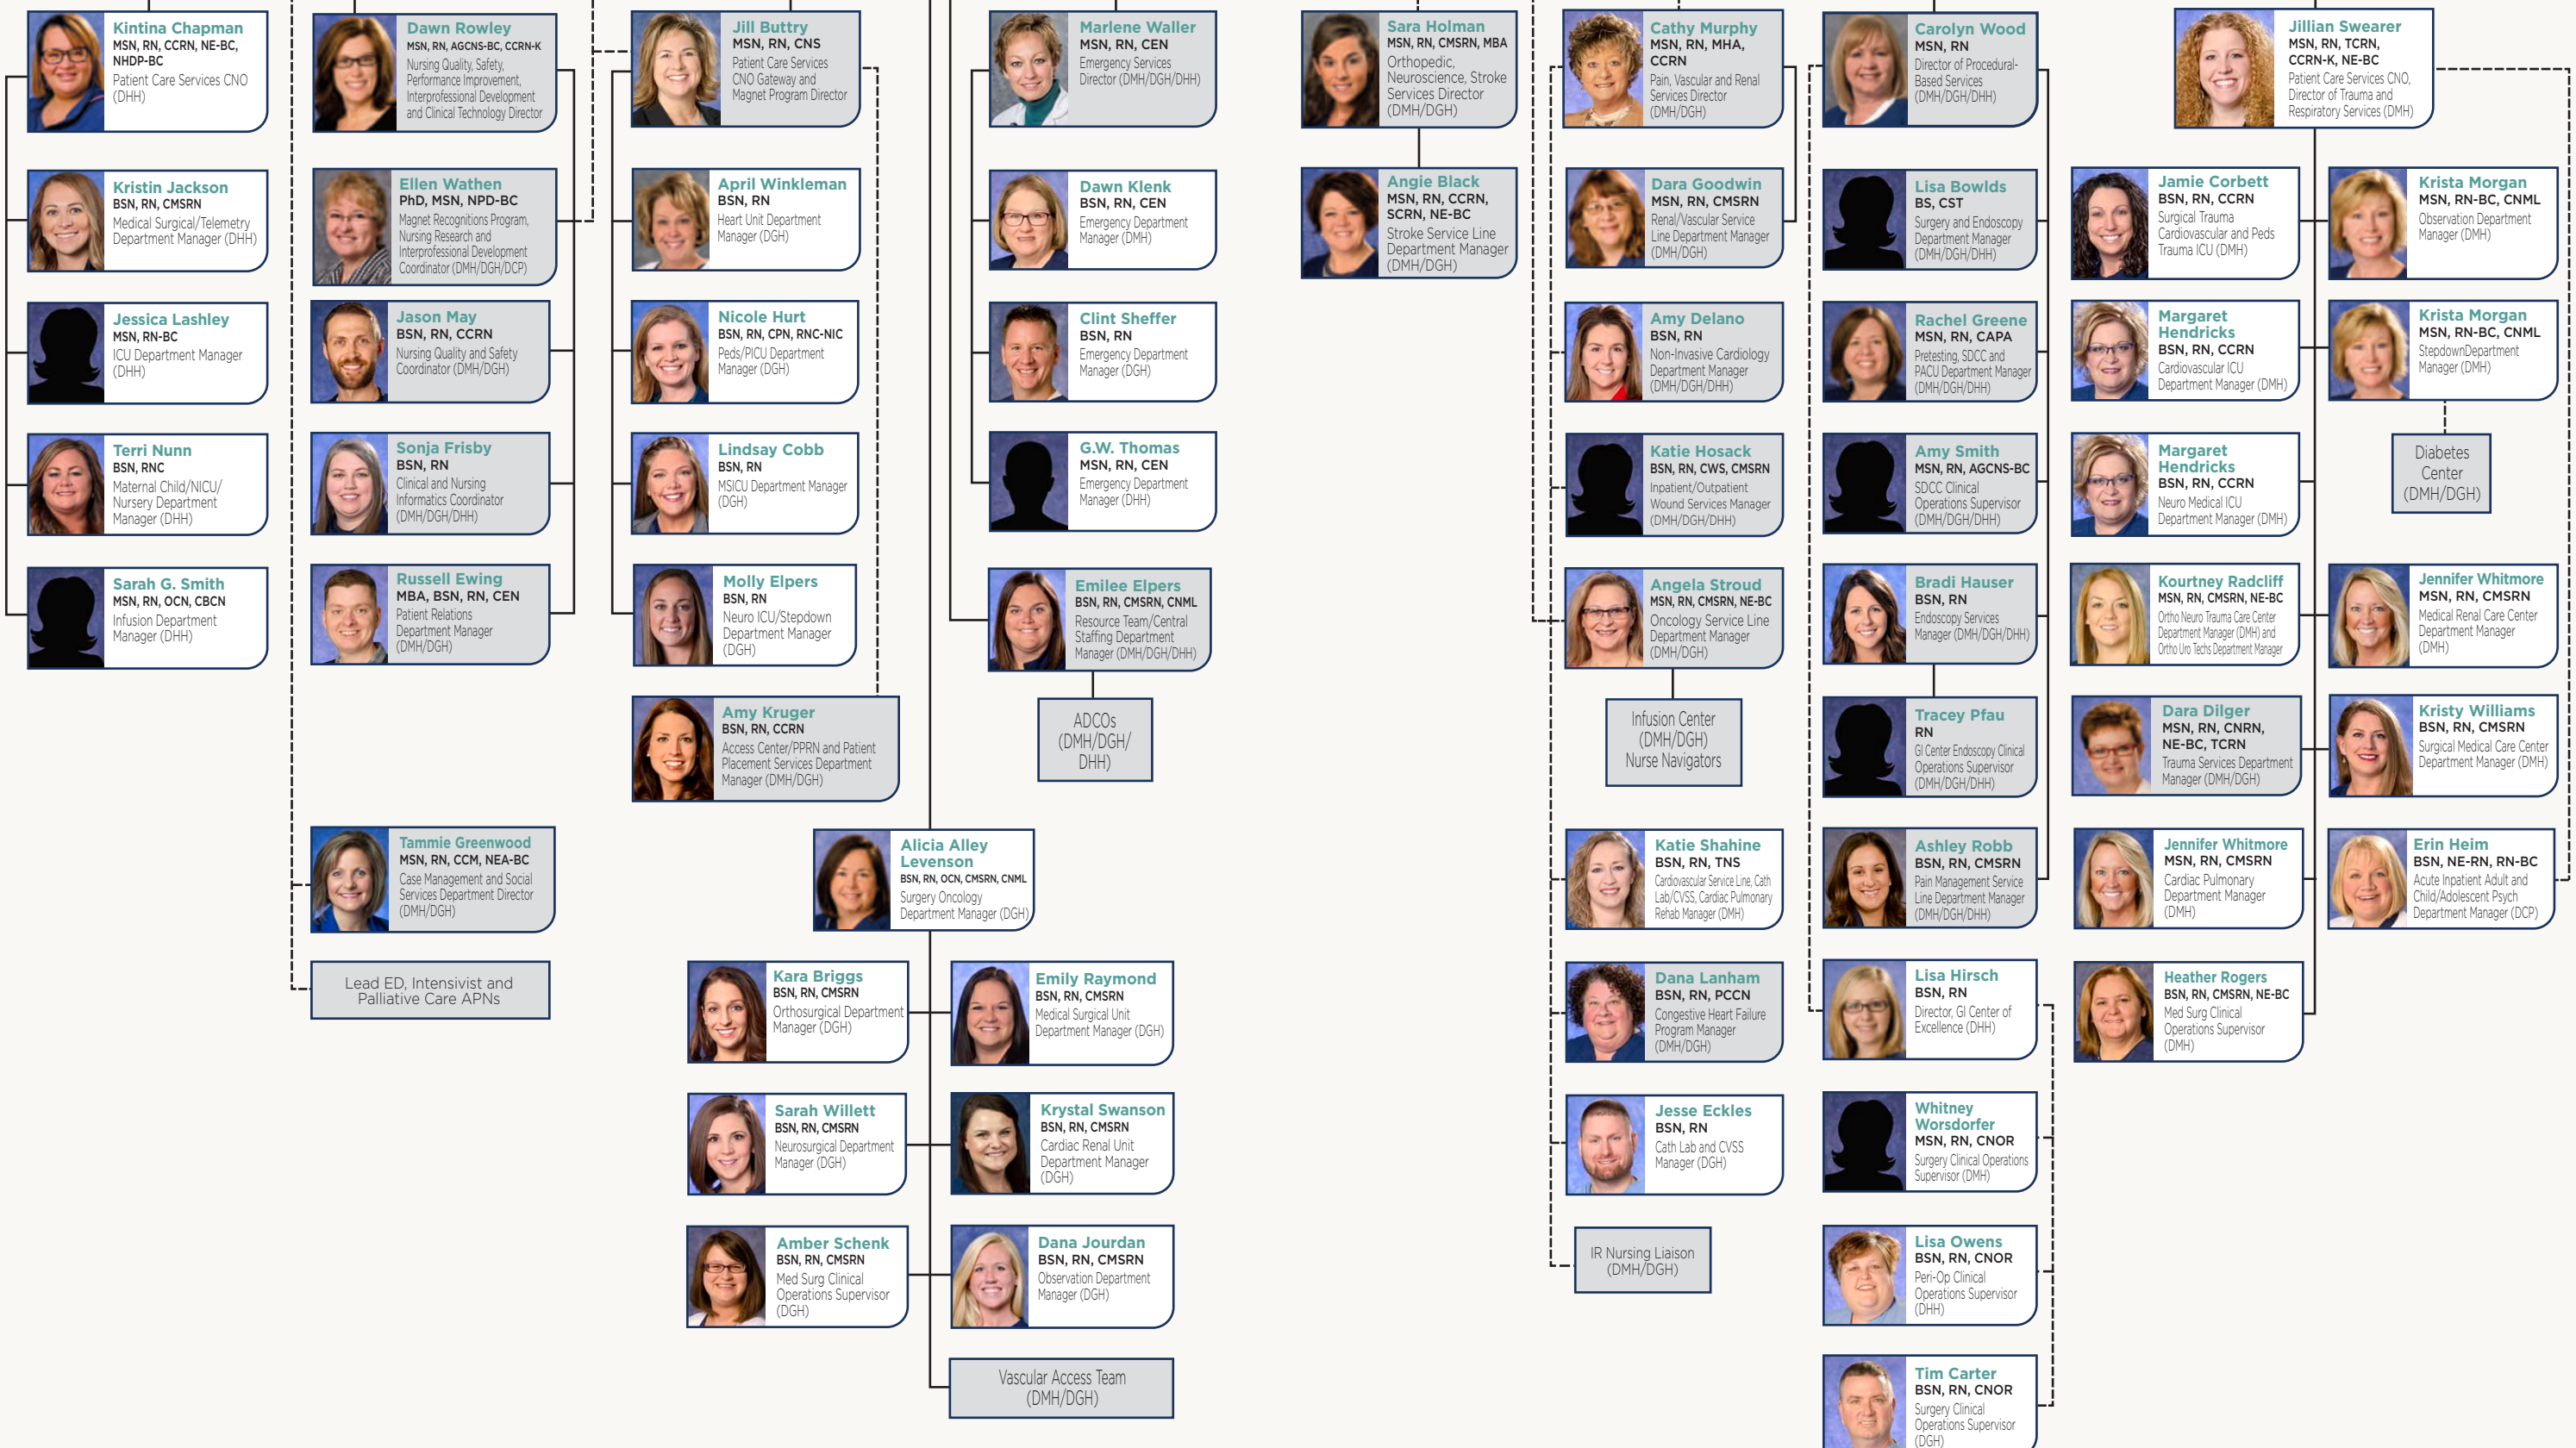 Kintina Chapman
MSN, RN, CCRN, NE-BC,
NHDP-BC
Patient Care Services CNO
(DHH)
Kristin Jackson
BSN, RN, CMSRN
Medical Surgical/Telemetry
Department Manager (DHH)
Jessica Lashley
MSN, RN-BC
ICU Department Manager
(DHH)
Terri Nunn
BSN, RNC
Maternal Child/NICU/
Nursery Department
Manager (DHH)
Sarah G. Smith
MSN, RN, OCN, CBCN
Infusion Department
Manager (DHH)
Dawn Rowley
MSN, RN, AGCNS-BC, CCRN-K
Nursing Quality, Safety,
Performance Improvement,
Interprofessional Development
and Clinical Technology Director
Ellen Wathen
PhD, MSN, NPD-BC
Magnet Recognitions Program,
Nursing Research and
Interprofessional Development
Coordinator (DMH/DGH/DCP)
Jason May
BSN, RN, CCRN
Nursing Quality and Safety
Coordinator (DMH/DGH)
Sonja Frisby
BSN, RN
Clinical and Nursing
Informatics Coordinator
(DMH/DGH/DHH)
Russell Ewing
MBA, BSN, RN, CEN
Patient Relations
Department Manager
(DMH/DGH)
Tammie Greenwood
MSN, RN, CCM, NEA-BC
Case Management and Social
Services Department Director
(DMH/DGH)
Lead ED, Intensivist and
Palliative Care APNs
Jill Buttry
MSN, RN, CNS
Patient Care Services
CNO Gateway and
Magnet Program Director
April Winkleman
BSN, RN
Heart Unit Department
Manager (DGH)
Nicole Hurt
BSN, RN, CPN, RNC-NIC
Peds/PICU Department
Manager (DGH)
Lindsay Cobb
BSN, RN
MSICU Department Manager
(DGH)
Molly Elpers
BSN, RN
Neuro ICU/Stepdown
Department Manager
(DGH)
Amy Kruger
BSN, RN, CCRN
Access Center/PPRN and Patient
Placement Services Department
Manager (DMH/DGH)
Marlene Waller
MSN, RN, CEN
Emergency Services
Director (DMH/DGH/DHH)
Dawn Klenk
BSN, RN, CEN
Emergency Department
Manager (DMH)
Clint Sheffer
BSN, RN
Emergency Department
Manager (DGH)
G.W. Thomas
MSN, RN, CEN
Emergency Department
Manager (DHH)
Emilee Elpers
BSN, RN, CMSRN, CNML
Resource Team/Central
Staffing Department
Manager (DMH/DGH/DHH)
ADCOs
(DMH/DGH/
DHH)
Alicia Alley
Levenson
BSN, RN, OCN, CMSRN, CNML
Surgery Oncology
Department Manager (DGH)
Kara Briggs
BSN, RN, CMSRN
Orthosurgical Department
Manager (DGH)
Emily Raymond
BSN, RN, CMSRN
Medical Surgical Unit
Department Manager (DGH)
Sarah Willett
BSN, RN, CMSRN
Neurosurgical Department
Manager (DGH)
Krystal Swanson
BSN, RN, CMSRN
Cardiac Renal Unit
Department Manager
(DGH)
Amber Schenk
BSN, RN, CMSRN
Med Surg Clinical
Operations Supervisor
(DGH)
Dana Jourdan
BSN, RN, CMSRN
Observation Department
Manager (DGH)
Vascular Access Team
(DMH/DGH)
Sara Holman
MSN, RN, CMSRN, MBA
Orthopedic,
Neuroscience, Stroke
Services Director
(DMH/DGH)
Angie Black
MSN, RN, CCRN,
SCRN, NE-BC
Stroke Service Line
Department Manager
(DMH/DGH)
Cathy Murphy
MSN, RN, MHA,
CCRN
Pain, Vascular and Renal
Services Director
(DMH/DGH)
Dara Goodwin
MSN, RN, CMSRN
Renal/Vascular Service
Line Department Manager
(DMH/DGH)
Amy Delano
BSN, RN
Non-Invasive Cardiology
Department Manager
(DMH/DGH/DHH)
Katie Hosack
BSN, RN, CWS, CMSRN
Inpatient/Outpatient
Wound Services Manager
(DMH/DGH/DHH)
Angela Stroud
MSN, RN, CMSRN, NE-BC
Oncology Service Line
Department Manager
(DMH/DGH)
Infusion Center
(DMH/DGH)
Nurse Navigators
Katie Shahine
BSN, RN, TNS
Cardiovascular Service Line, Cath
Lab/CVSS, Cardiac Pulmonary
Rehab Manager (DMH)
Dana Lanham
BSN, RN, PCCN
Congestive Heart Failure
Program Manager
(DMH/DGH)
Jesse Eckles
BSN, RN
Cath Lab and CVSS
Manager (DGH)
IR Nursing Liaison
(DMH/DGH)
Carolyn Wood
MSN, RN
Director of Procedural-
Based Services
(DMH/DGH/DHH)
Lisa Bowlds
BS, CST
Surgery and Endoscopy
Department Manager
(DMH/DGH/DHH)
Rachel Greene
MSN, RN, CAPA
Pretesting, SDCC and
PACU Department Manager
(DMH/DGH/DHH)
Amy Smith
MSN, RN, AGCNS-BC
SDCC Clinical
Operations Supervisor
(DMH/DGH/DHH)
Bradi Hauser
BSN, RN
Endoscopy Services
Manager (DMH/DGH/DHH)
Tracey Pfau
RN
GI Center Endoscopy Clinical
Operations Supervisor
(DMH/DGH/DHH)
Ashley Robb
BSN, RN, CMSRN
Pain Management Service
Line Department Manager
(DMH/DGH/DHH)
Lisa Hirsch
BSN, RN
Director, GI Center of
Excellence (DHH)
Whitney
Worsdorfer
MSN, RN, CNOR
Surgery Clinical Operations
Supervisor (DMH)
Lisa Owens
BSN, RN, CNOR
Peri-Op Clinical
Operations Supervisor
(DHH)
Tim Carter
BSN, RN, CNOR
Surgery Clinical
Operations Supervisor
(DGH)
Jillian Swearer
MSN, RN, TCRN,
CCRN-K, NE-BC
Patient Care Services CNO,
Director of Trauma and
Respiratory Services (DMH)
Jamie Corbett
BSN, RN, CCRN
Surgical Trauma
Cardiovascular and Peds
Trauma ICU (DMH)
Krista Morgan
MSN, RN-BC, CNML
Observation Department
Manager (DMH)
Margaret
Hendricks
BSN, RN, CCRN
Cardiovascular ICU
Department Manager (DMH)
Krista Morgan
MSN, RN-BC, CNML
StepdownDepartment
Manager (DMH)
Margaret
Hendricks
BSN, RN, CCRN
Neuro Medical ICU
Department Manager (DMH)
Diabetes
Center
(DMH/DGH)
Kourtney Radcliff
MSN, RN, CMSRN, NE-BC
Ortho Neuro Trauma Care Center
Department Manager (DMH) and
Ortho Uro Techs Department Manager
Jennifer Whitmore
MSN, RN, CMSRN
Medical Renal Care Center
Department Manager
(DMH)
Dara Dilger
MSN, RN, CNRN,
NE-BC, TCRN
Trauma Services Department
Manager (DMH/DGH)
Kristy Williams
BSN, RN, CMSRN
Surgical Medical Care Center
Department Manager (DMH)
Jennifer Whitmore
MSN, RN, CMSRN
Cardiac Pulmonary
Department Manager
(DMH)
Erin Heim
BSN, NE-RN, RN-BC
Acute Inpatient Adult and
Child/Adolescent Psych
Department Manager (DCP)
Heather Rogers
BSN, RN, CMSRN, NE-BC
Med Surg Clinical
Operations Supervisor
(DMH)